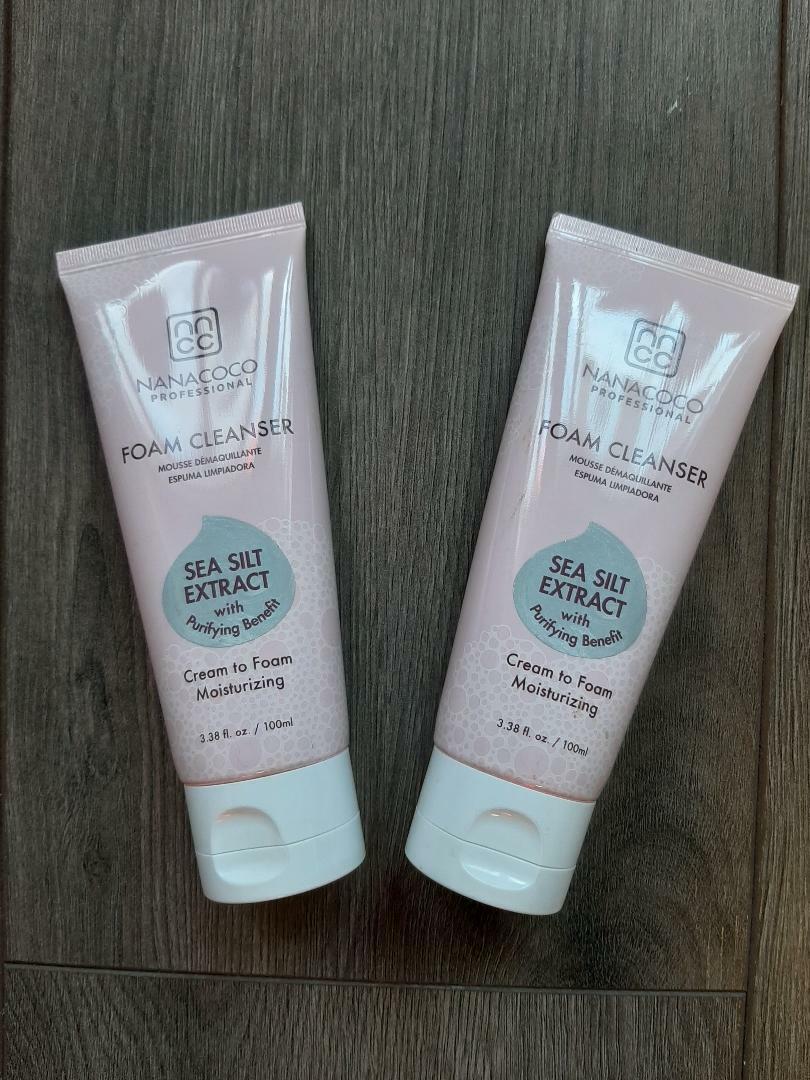 nn
cc
NANACOCO
PROFESSIONAL
FOAM CLEANSER
MOUSSE DÉMAQUILLANTE
ESPUMA LIMPIADORA
SEA SILT
EXTRACT
with
Purifying Benefit
Cream to Foam
Moisturizing
3.38 fl. oz. / 100ml
nn
cc
NANACOCO
PROFESSIONAL
FOAM CLEANSER
MOUSSE DÉMAQUILLANTE
ESPUMA LIMPIADORA
SEA SILT
EXTRACT
with
Purifying Benefit
Cream to Foam
Moisturizing
3.38 fl. oz. / 100ml